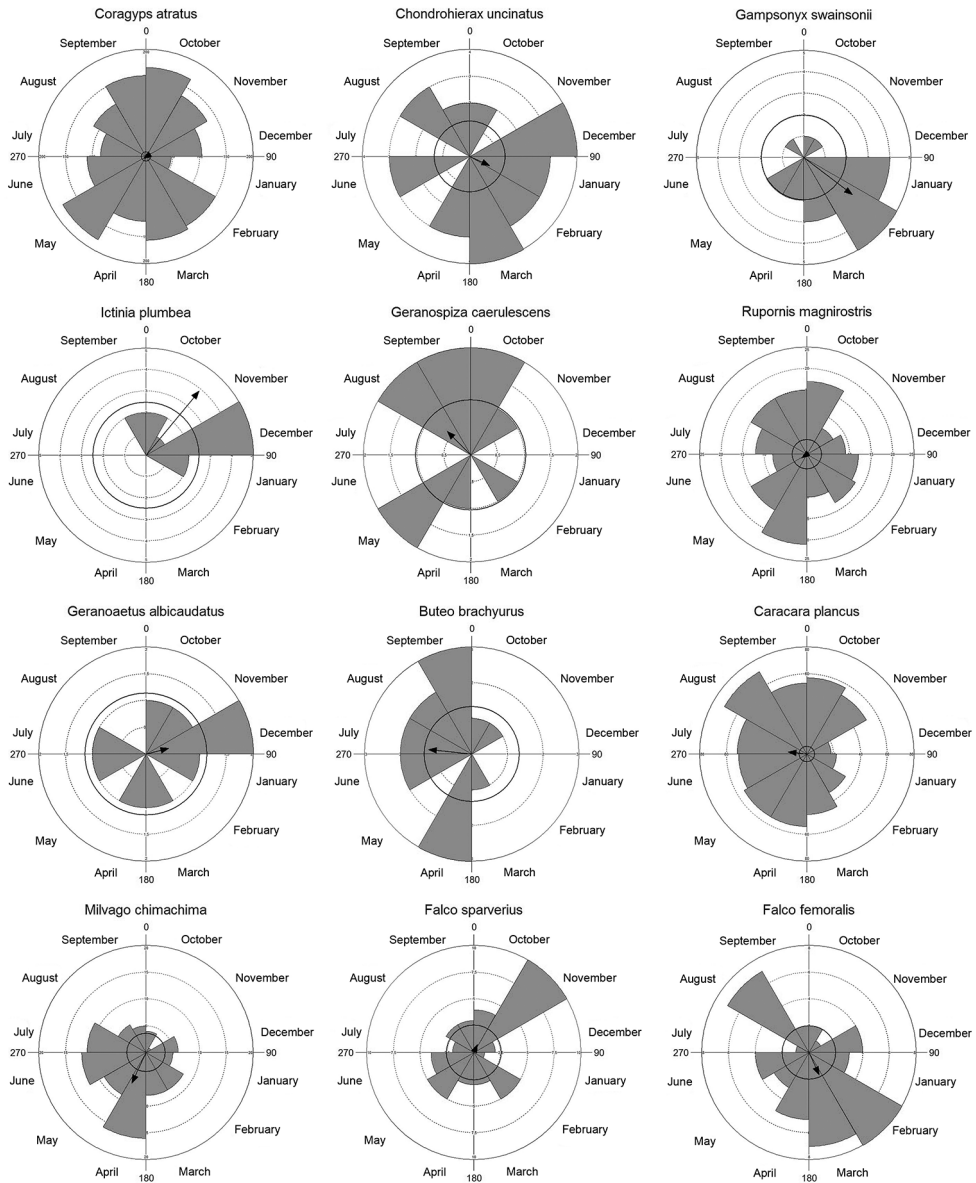 Coragyps atratus
0
September
October
August
November
July
December
270
90
June
January
May
February
April
March
180
Chondrohierax uncinatus
0
September
October
August
November
July
December
270
90
June
January
May
February
April
March
180
Gampsonyx swainsonii
0
September
October
August
November
July
December
270
90
June
January
May
February
April
March
180
Ictinia plumbea
0
September
October
August
November
July
December
270
90
June
January
May
February
April
March
180
Geranospiza caerulescens
0
September
October
August
November
July
December
270
90
June
January
May
February
April
March
180
Rupornis magnirostris
0
September
October
August
November
July
December
270
90
June
January
May
February
April
March
180
Geranoaetus albicaudatus
0
September
October
August
November
July
December
270
90
June
January
May
February
April
March
180
Buteo brachyurus
0
September
October
August
November
July
December
270
90
June
January
May
February
April
March
180
Caracara plancus
0
September
October
August
November
July
December
270
90
June
January
May
February
April
March
180
Milvago chimachima
0
September
October
August
November
July
December
270
90
June
January
May
February
April
March
180
Falco sparverius
0
September
October
August
November
July
December
270
90
June
January
May
February
April
March
180
Falco femoralis
0
September
October
August
November
July
December
270
90
June
January
May
February
April
March
180